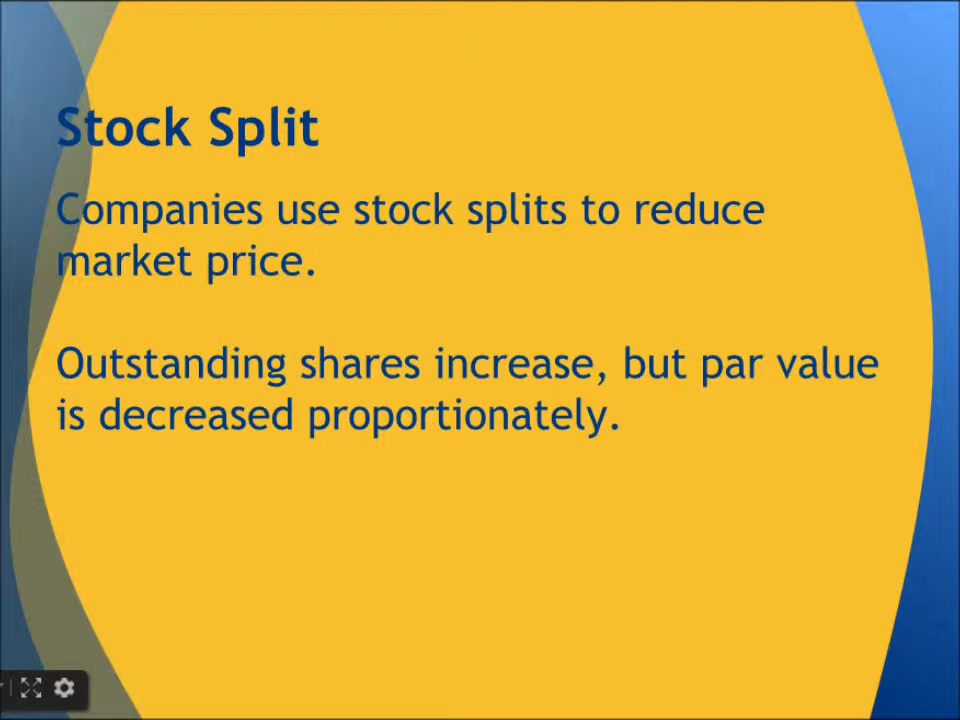 Stock Split
Companies use stock splits to reduce
market price.
Outstanding shares increase, but par value
is decreased proportionately.